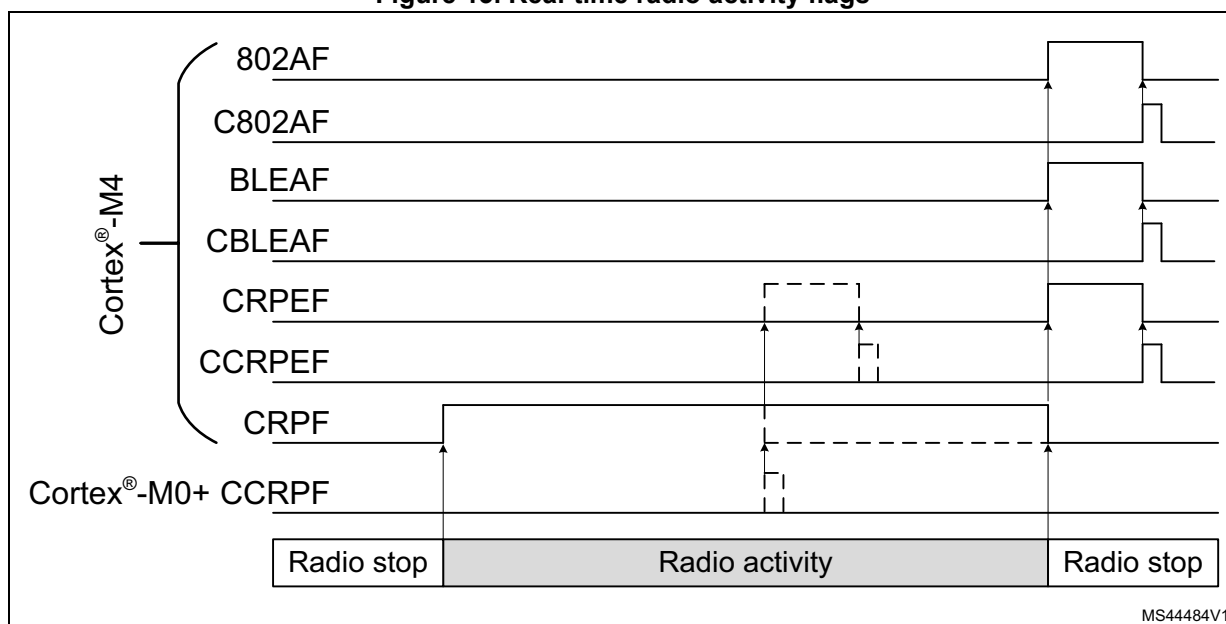 Figure 13. Real-time radio activity flags
802AF
C802AF
BLEAF
CBLEAF
CRPEF
CCRPEF
CRPF
Cortex®-M4
Cortex®-M0+ CCRPF
Radio stop
Radio activity
Radio stop
MS44484V1